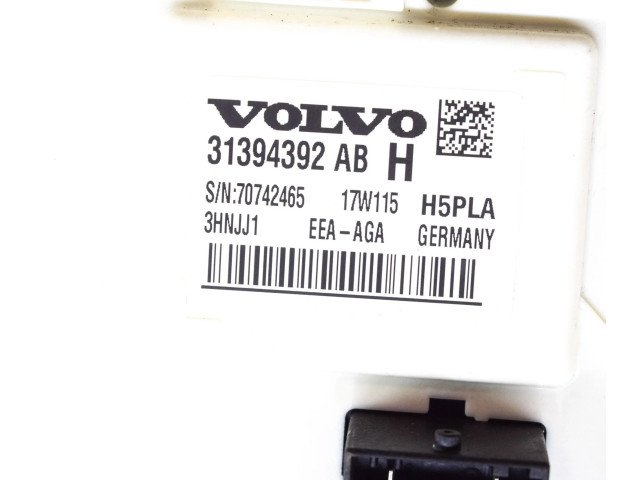 VOLVO
31394392 AB H
S/N:70742465 17W115 H5PLA
3HNJJ1 EEA-AGA GERMANY